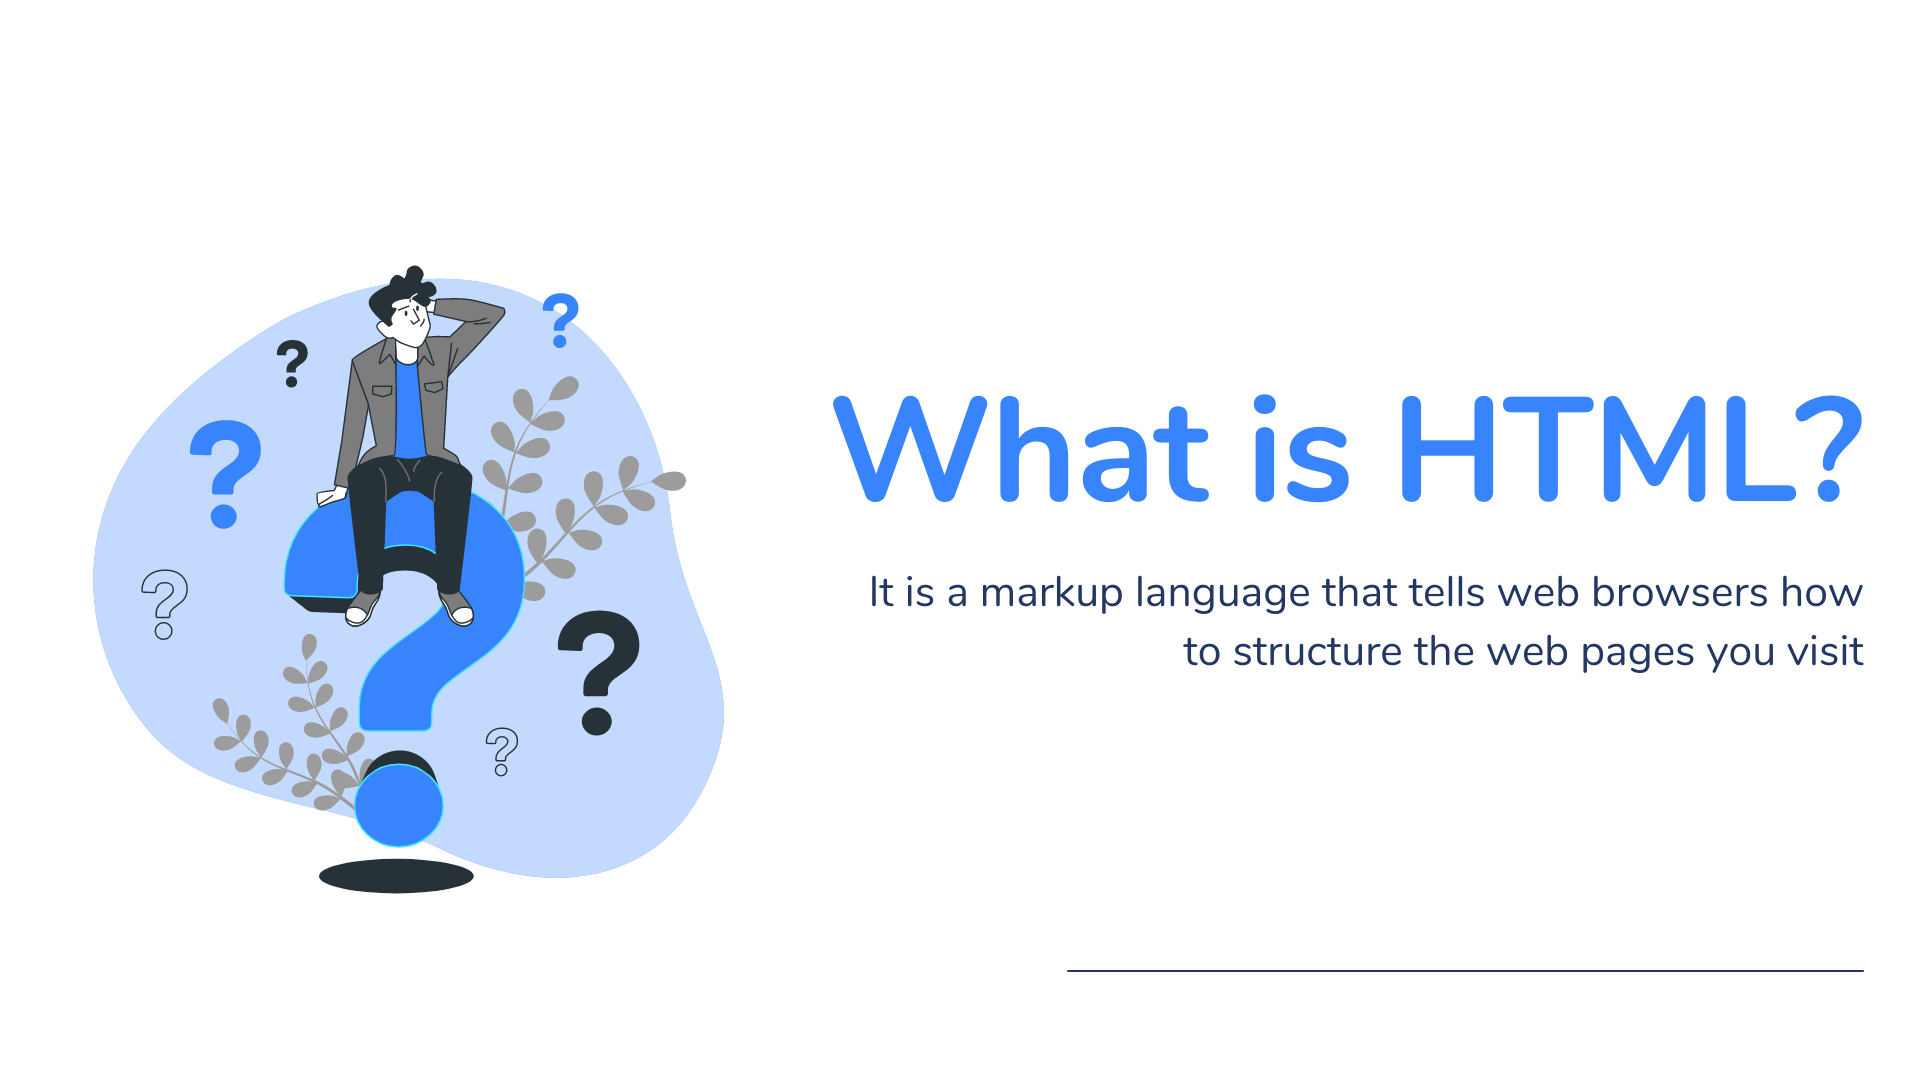 What is HTML?
It is a markup language that tells web browsers how
to structure the web pages you visit